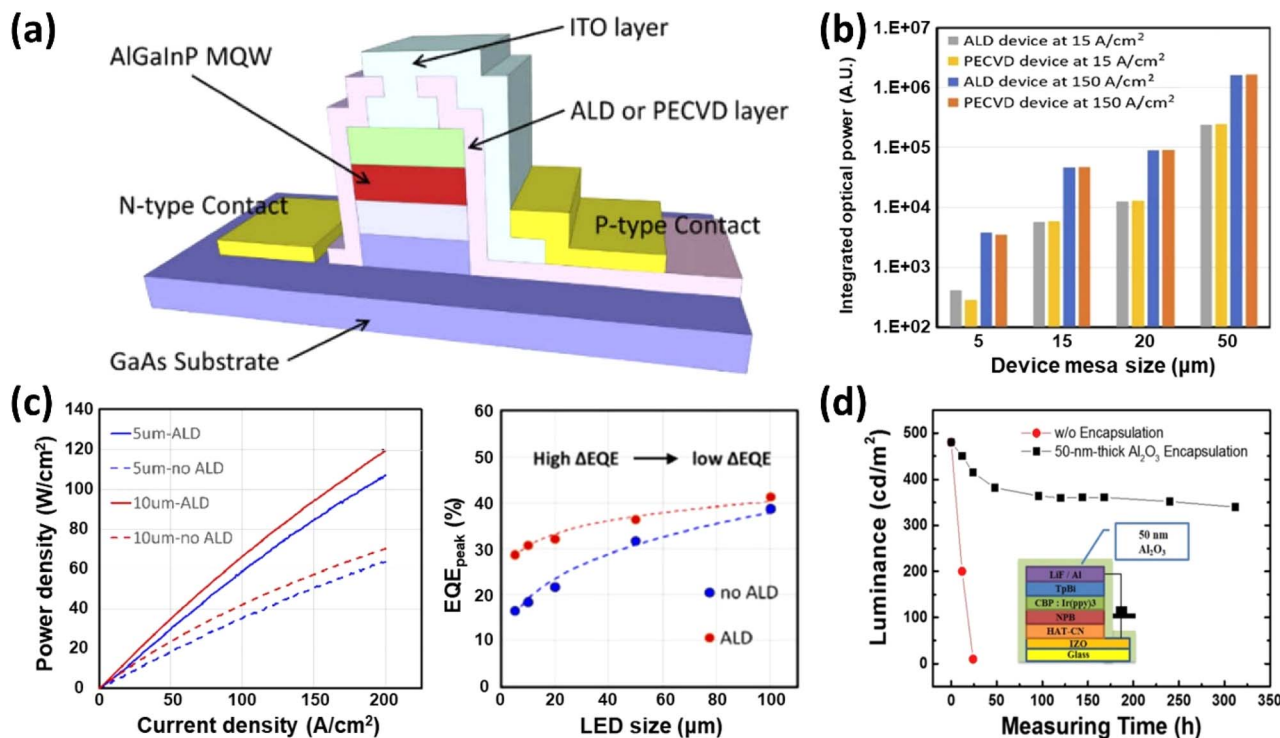 (a)
ITO layer
AlGaInP MQW
ALD or PECVD layer
N-type Contact
P-type Contact
GaAs Substrate
(b)
Integrated optical power (A.U.)
1.E+07
1.E+06
1.E+05
1.E+04
1.E+03
1.E+02
ALD device at 15 A/cm²
PECVD device at 15 A/cm²
ALD device at 150 A/cm²
PECVD device at 150 A/cm²
5 15 20 50
Device mesa size (µm)
(c)
Power density (W/cm²)
140
120
100
80
60
40
20
0
5um-ALD
5um-no ALD
10um-ALD
10um-no ALD
0 50 100 150 200
Current density (A/cm²)
EQEpeak (%)
60
50
40
30
20
10
0
High ΔEQE low ΔEQE
no ALD
ALD
0 20 40 60 80 100
LED size (µm)
(d)
Luminance (cd/m²)
500
400
300
200
100
0
w/o Encapsulation
50-nm-thick Al₂O₃ Encapsulation
50 nm
Al₂O₃
LiF / Al
TpBi
CBP : Ir(ppy)3
NPB
HAT-CN
IZO
Glass
0 50 100 150 200 250 300 350
Measuring Time (h)